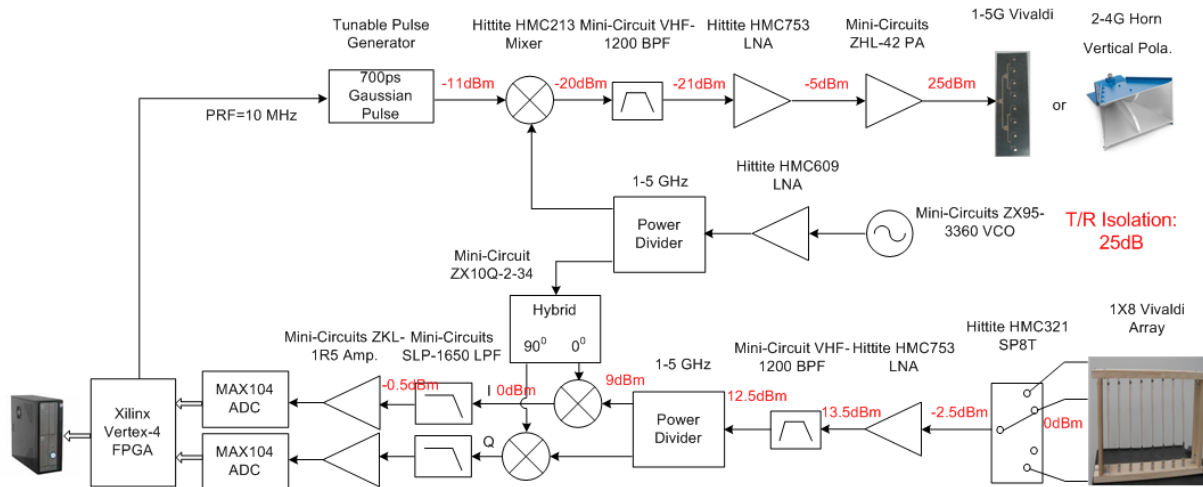 Tunable Pulse
Generator
Hittite HMC213
Mixer
Mini-Circuit VHF-
1200 BPF
Hittite HMC753
LNA
Mini-Circuits
ZHL-42 PA
1-5G Vivaldi
2-4G Horn
Vertical Pola.
700ps
Gaussian
Pulse
-11dBm
-20dBm
-21dBm
-5dBm
25dBm
or
PRF=10 MHz
1-5 GHz
Hittite HMC609
LNA
Power
Divider
Mini-Circuits ZX95-
3360 VCO
T/R Isolation:
25dB
Mini-Circuit
ZX10Q-2-34
Hybrid
90⁰ 0⁰
Mini-Circuits ZKL-
1R5 Amp.
Mini-Circuits
SLP-1650 LPF
1-5 GHz
Mini-Circuit VHF-
1200 BPF
Hittite HMC753
LNA
Hittite HMC321
SP8T
1X8 Vivaldi
Array
Xilinx
Vertex-4
FPGA
MAX104
ADC
-0.5dBm
I
0dBm
9dBm
Power
Divider
12.5dBm
13.5dBm
-2.5dBm
0dBm
MAX104
ADC
Q